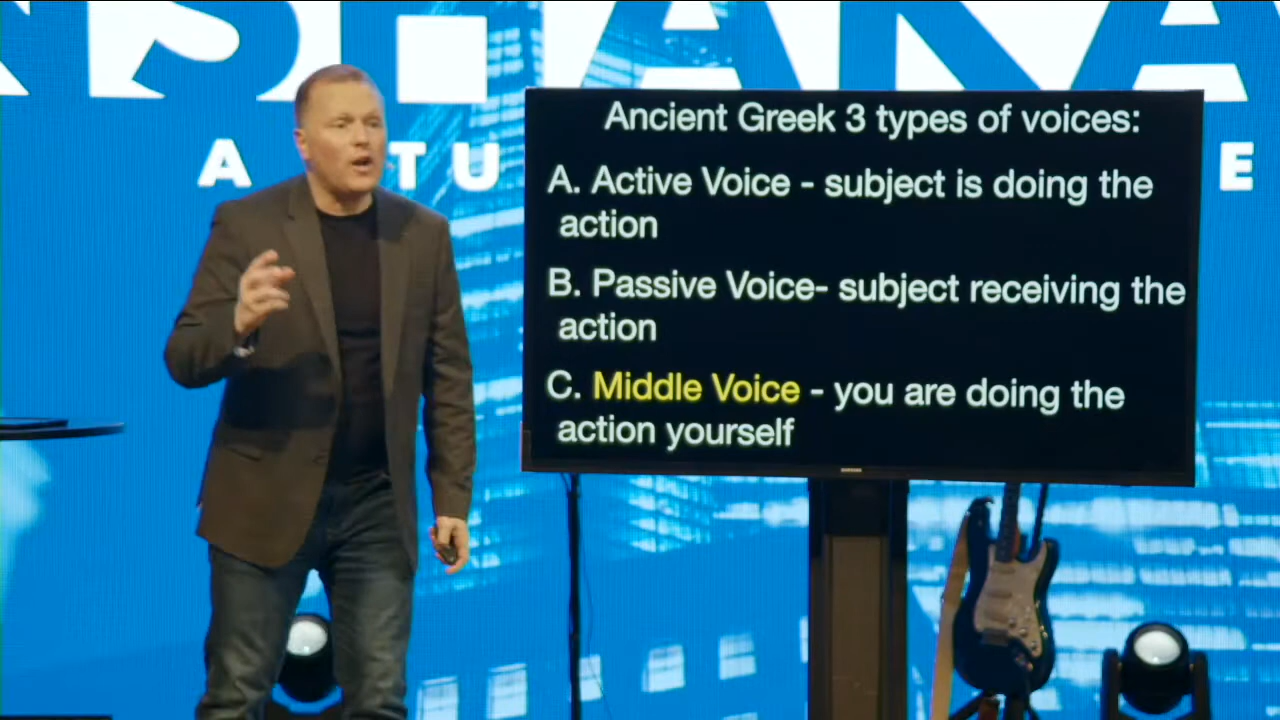 Ancient Greek 3 types of voices:
A. Active Voice - subject is doing the
action
B. Passive Voice- subject receiving the
action
C. Middle Voice - you are doing the
action yourself
SAMSUNG